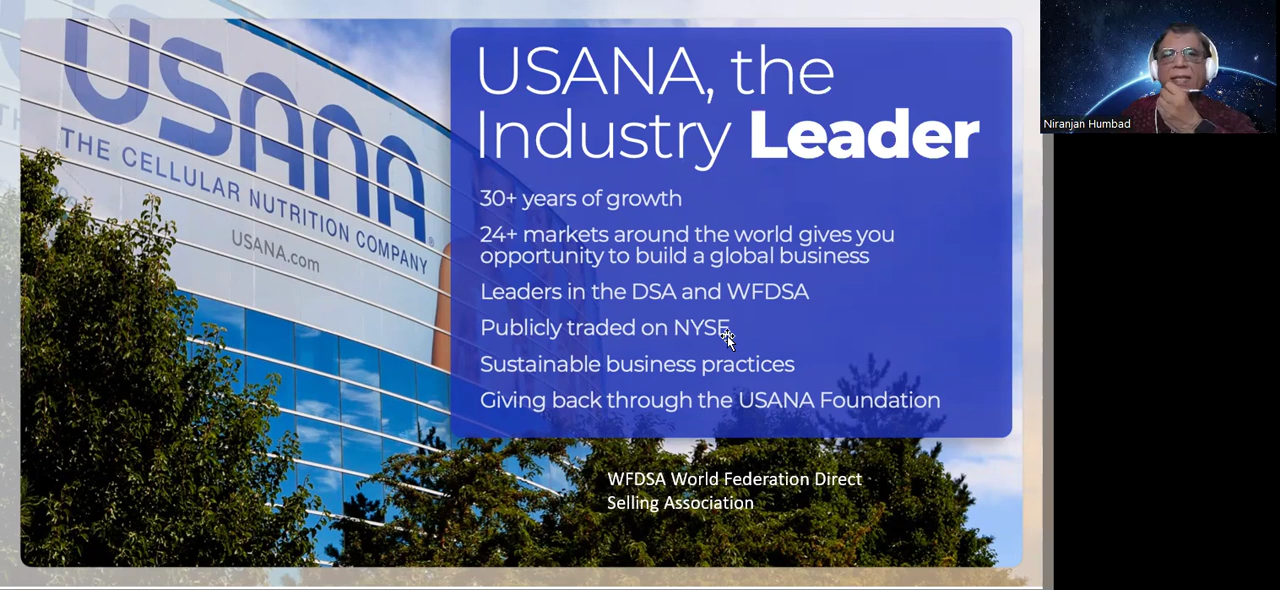 USANA
THE CELLULAR NUTRITION COMPANY
USANA.com
USANA, the
Industry Leader
30+ years of growth
24+ markets around the world gives you
opportunity to build a global business
Leaders in the DSA and WFDSA
Publicly traded on NYSE
Sustainable business practices
Giving back through the USANA Foundation
WFDSA World Federation Direct
Selling Association
Niranjan Humbad